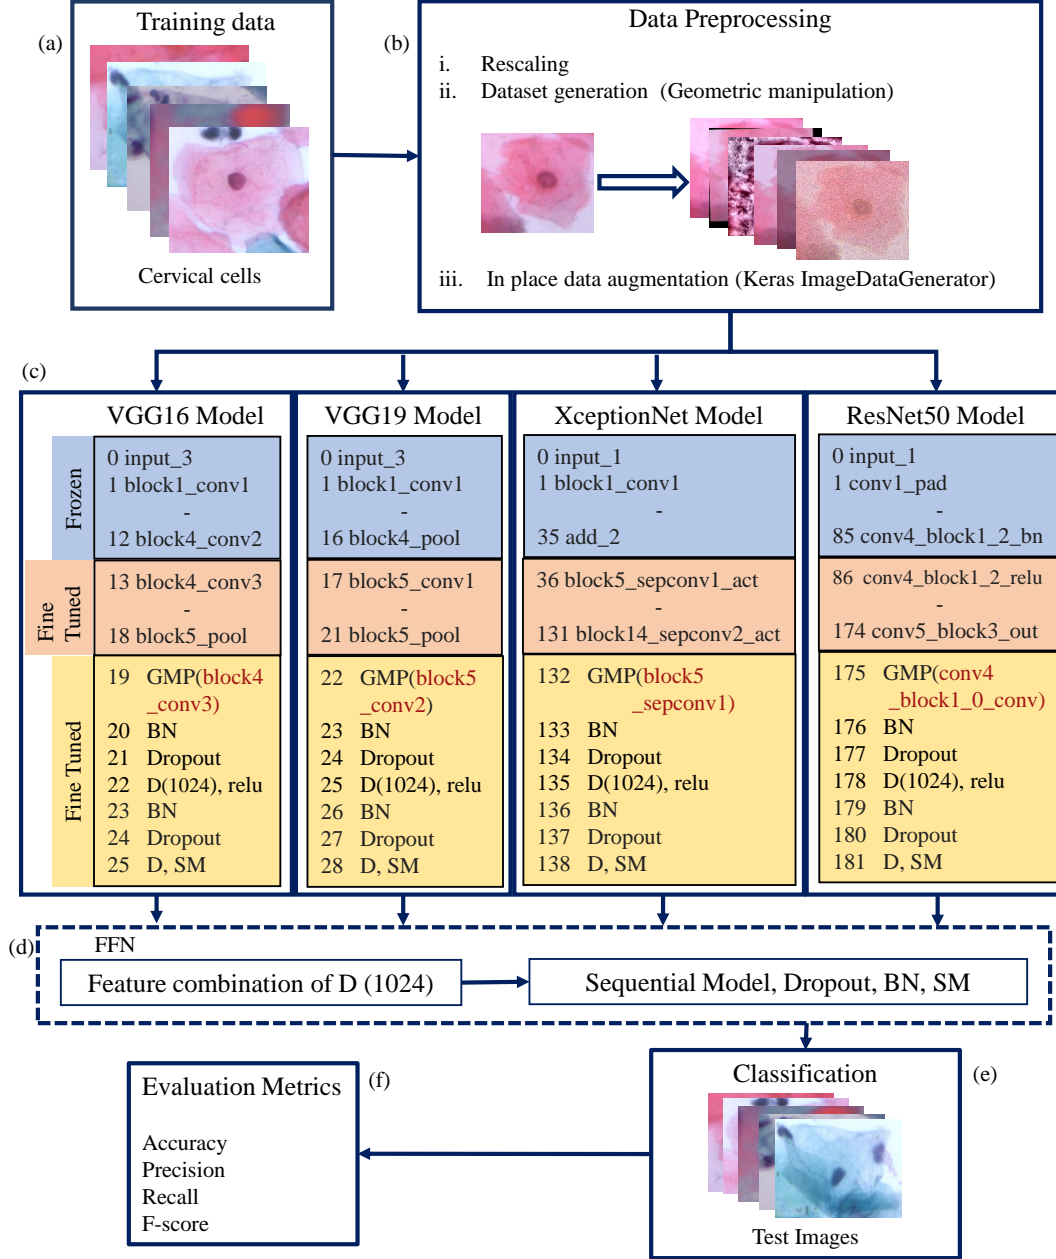 (a)
Training data
Cervical cells
(b)
Data Preprocessing
i. Rescaling
ii. Dataset generation (Geometric manipulation)
iii. In place data augmentation (Keras ImageDataGenerator)
(c)
VGG16 Model
Frozen
0 input_3
1 block1_conv1
-
12 block4_conv2
Fine
Tuned
13 block4_conv3
-
18 block5_pool
Fine Tuned
19 GMP(block4
_conv3)
20 BN
21 Dropout
22 D(1024), relu
23 BN
24 Dropout
25 D, SM
VGG19 Model
0 input_3
1 block1_conv1
-
16 block4_pool
17 block5_conv1
-
21 block5_pool
22 GMP(block5
_conv2)
23 BN
24 Dropout
25 D(1024), relu
26 BN
27 Dropout
28 D, SM
XceptionNet Model
0 input_1
1 block1_conv1
-
35 add_2
36 block5_sepconv1_act
-
131 block14_sepconv2_act
132 GMP(block5
_sepconv1)
133 BN
134 Dropout
135 D(1024), relu
136 BN
137 Dropout
138 D, SM
ResNet50 Model
0 input_1
1 conv1_pad
-
85 conv4_block1_2_bn
86 conv4_block1_2_relu
-
174 conv5_block3_out
175 GMP(conv4
_block1_0_conv)
176 BN
177 Dropout
178 D(1024), relu
179 BN
180 Dropout
181 D, SM
(d)
FFN
Feature combination of D (1024)
Sequential Model, Dropout, BN, SM
Classification
(e)
Test Images
Evaluation Metrics
(f)
Accuracy
Precision
Recall
F-score